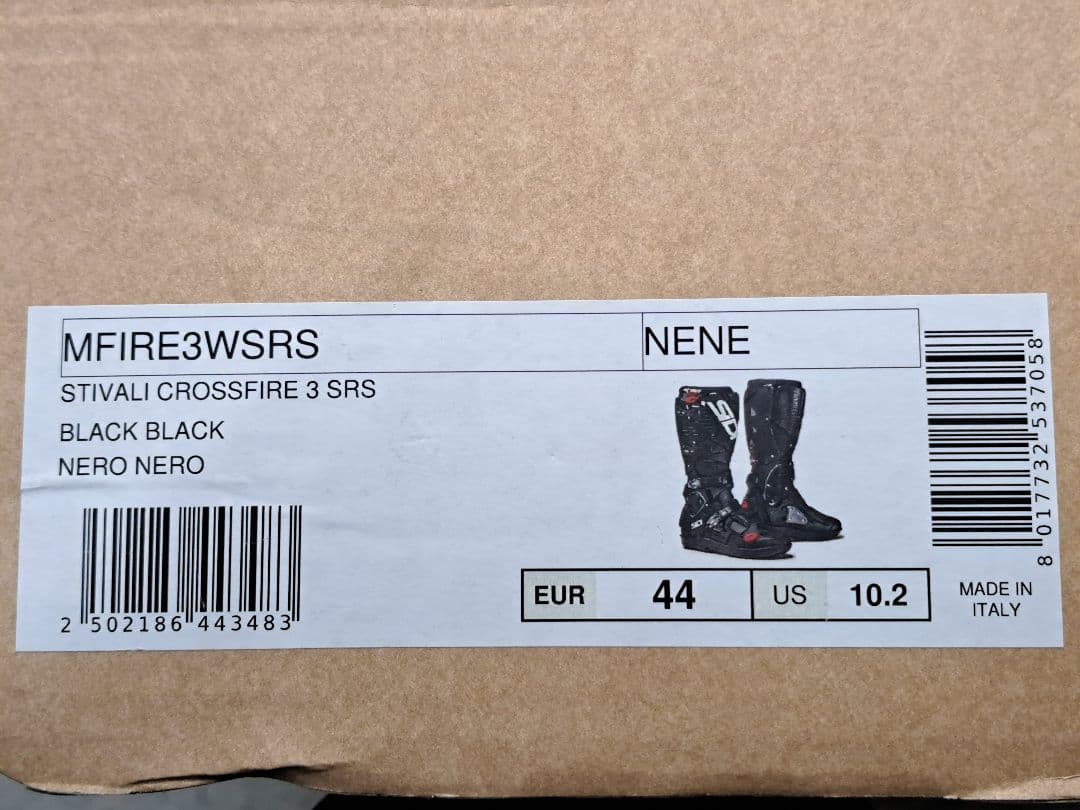 MFIRE3WSRS
NENE
STIVALI CROSSFIRE 3 SRS
BLACK BLACK
NERO NERO
SIDI
2 502186 443483
EUR 44 US 10.2
MADE IN
ITALY
8 017732 537058